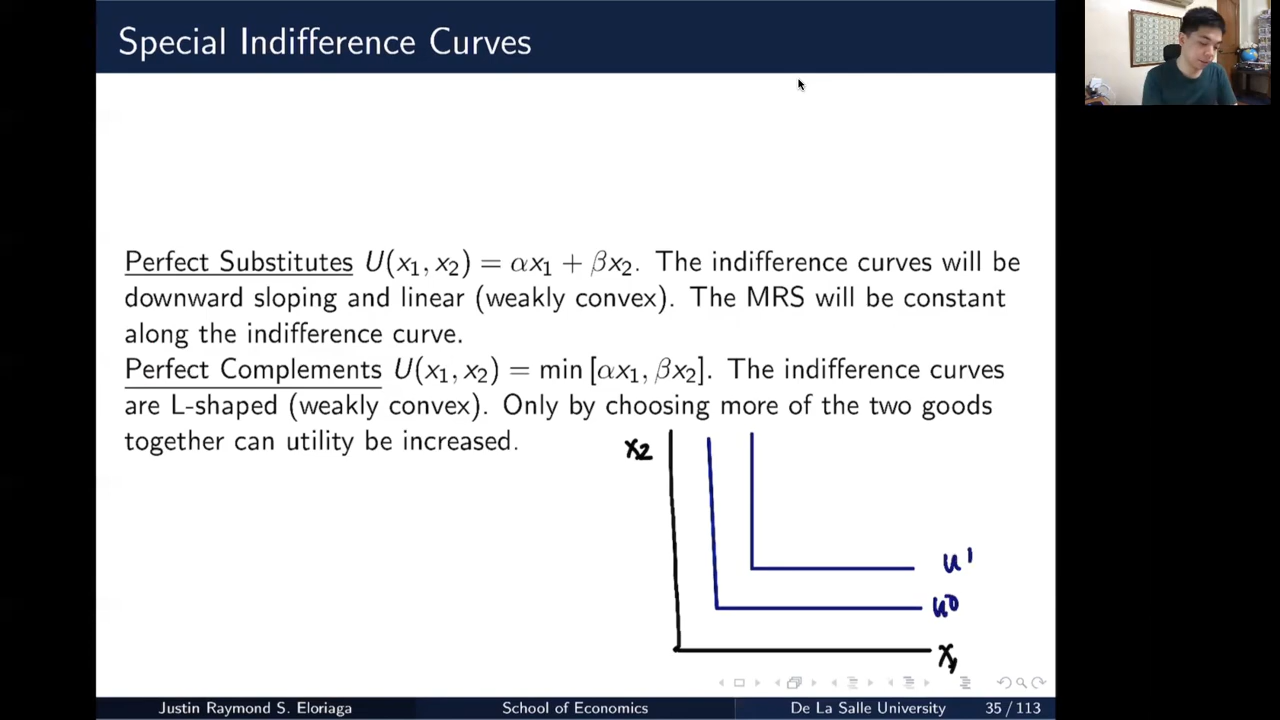 Special Indifference Curves
Perfect Substitutes U(x₁, x₂) = αx₁ + βx₂. The indifference curves will be
downward sloping and linear (weakly convex). The MRS will be constant
along the indifference curve.
Perfect Complements U(x₁, x₂) = min [αx₁, βx₂]. The indifference curves
are L-shaped (weakly convex). Only by choosing more of the two goods
together can utility be increased.
x₂
u¹
u⁰
x₁
Justin Raymond S. Eloriaga School of Economics De La Salle University 35 / 113